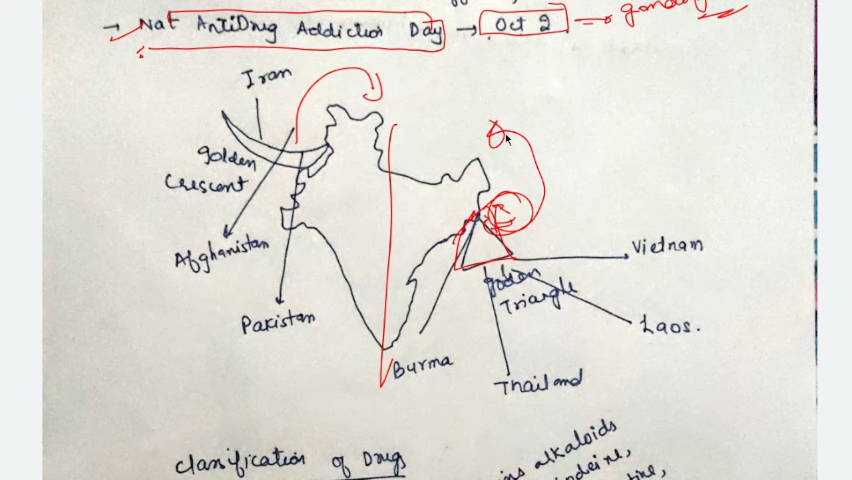 → Nat AntiDrug Addiction Day → Oct 2 →
Iran
golden
Crescent
Afghanistan
Vietnam
golden
Triangle
Pakistan
Laos.
Burma
Thailand
classification of Drugs
alkaloids